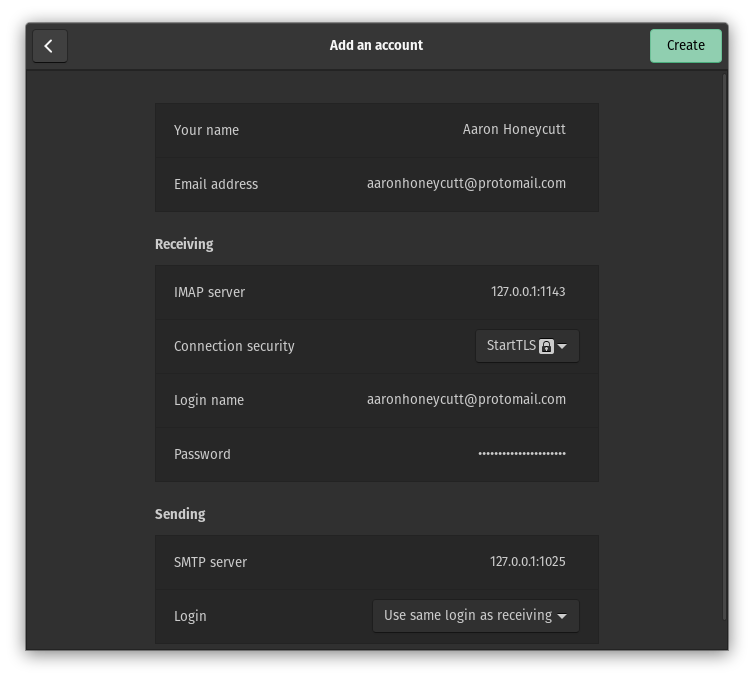 Add an account
Create
Your name Aaron Honeycutt
Email address aaronhoneycutt@protomail.com
Receiving
IMAP server 127.0.0.1:1143
Connection security StartTLS
Login name aaronhoneycutt@protomail.com
Password ••••••••••••••••••••••
Sending
SMTP server 127.0.0.1:1025
Login Use same login as receiving